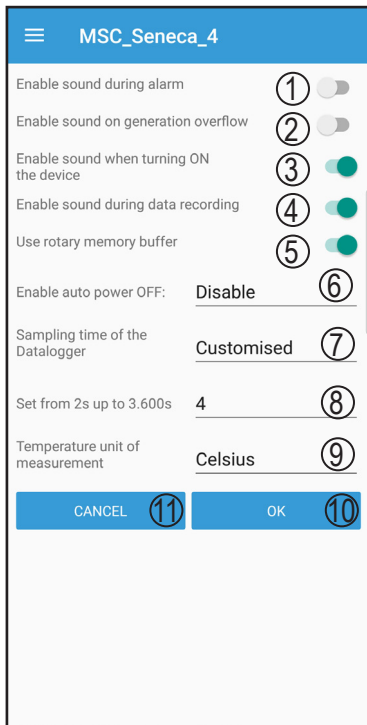 MSC_Seneca_4
Enable sound during alarm ①
Enable sound on generation overflow ②
Enable sound when turning ON
the device ③
Enable sound during data recording ④
Use rotary memory buffer ⑤
Enable auto power OFF: Disable ⑥
Sampling time of the
Datalogger Customised ⑦
Set from 2s up to 3.600s 4 ⑧
Temperature unit of
measurement Celsius ⑨
CANCEL ⑪ OK ⑩